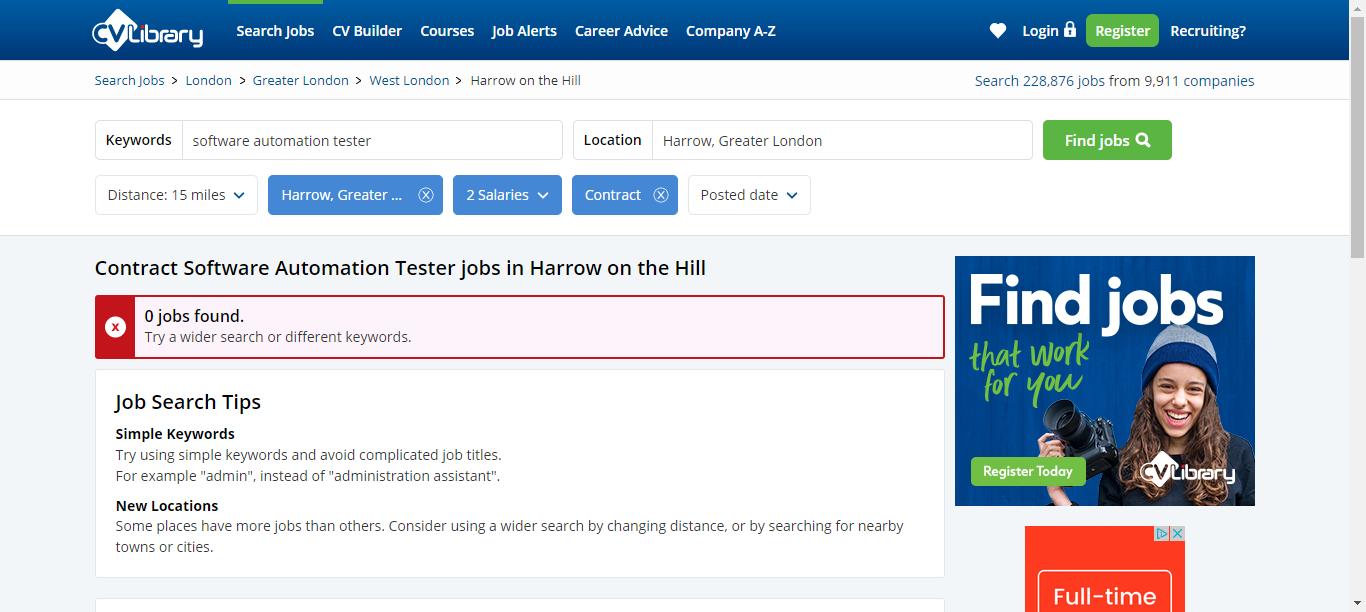 CVLibrary
Search Jobs CV Builder Courses Job Alerts Career Advice Company A-Z Login Register Recruiting?
Search Jobs > London > Greater London > West London > Harrow on the Hill
Search 228,876 jobs from 9,911 companies
Keywords software automation tester Location Harrow, Greater London Find jobs
Distance: 15 miles Harrow, Greater ... 2 Salaries Contract Posted date
Contract Software Automation Tester jobs in Harrow on the Hill
0 jobs found.
Try a wider search or different keywords.
Job Search Tips
Simple Keywords
Try using simple keywords and avoid complicated job titles.
For example "admin", instead of "administration assistant".
New Locations
Some places have more jobs than others. Consider using a wider search by changing distance, or by searching for nearby
towns or cities.
Find jobs
that work
for you
Register Today
CVLibrary
Full-time